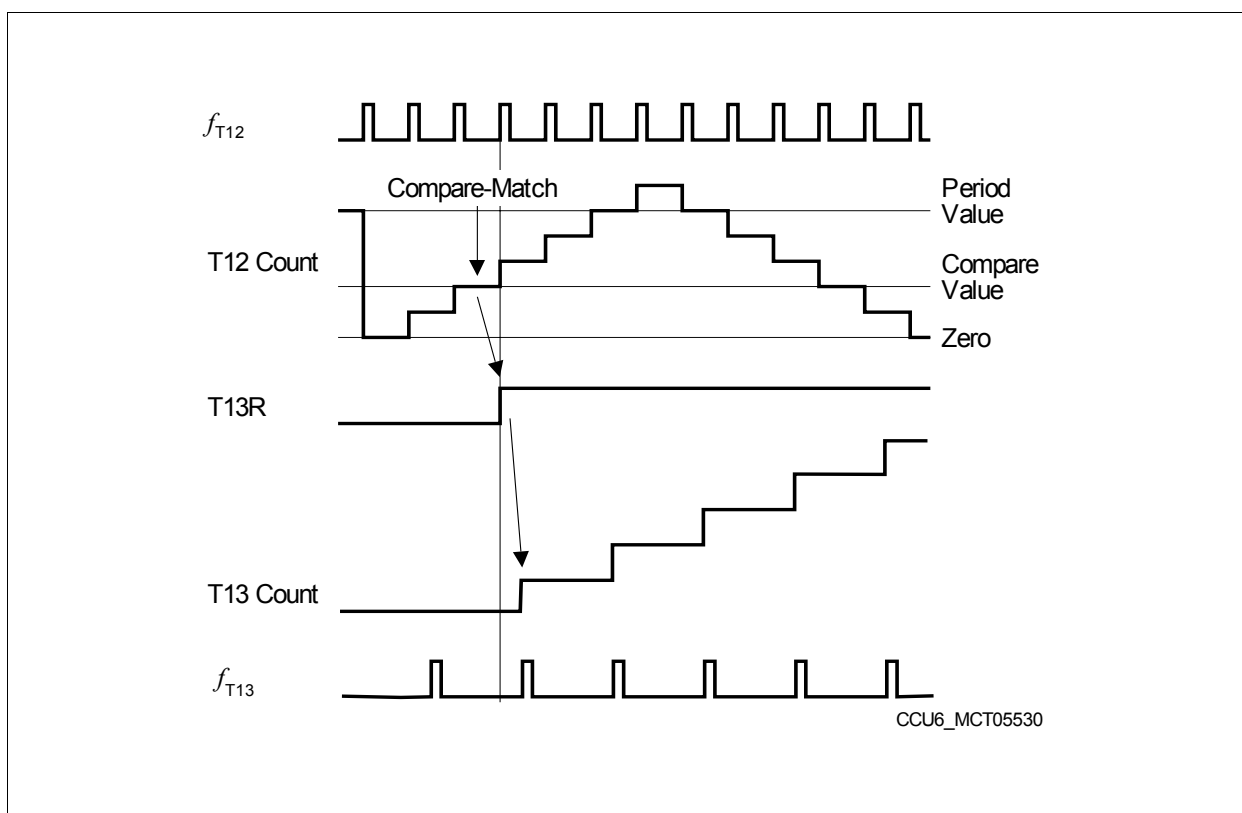 fT12
Compare-Match
Period
Value
T12 Count
Compare
Value
Zero
T13R
T13 Count
fT13
CCU6_MCT05530